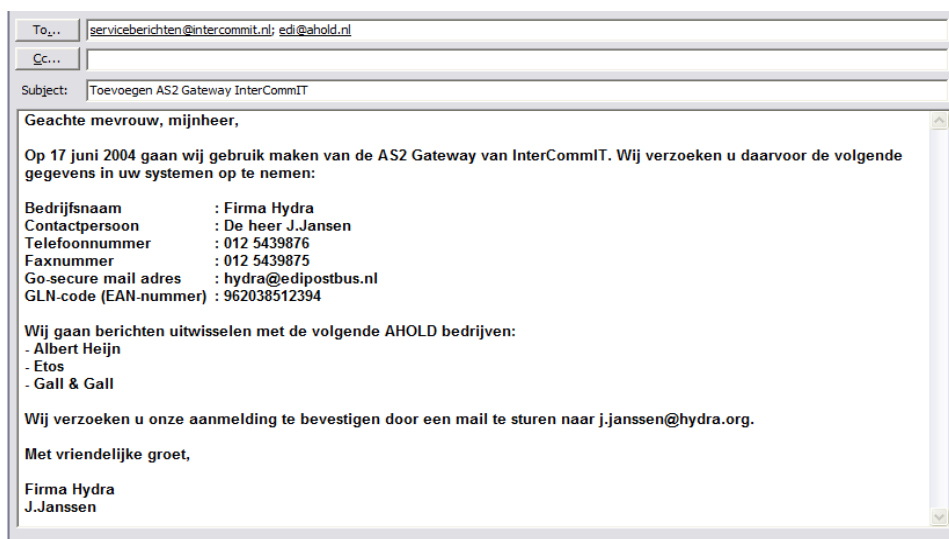 To... serviceberichten@intercommit.nl; edi@ahold.nl
Cc...
Subject: Toevoegen AS2 Gateway InterCommIT
Geachte mevrouw, mijnheer,
Op 17 juni 2004 gaan wij gebruik maken van de AS2 Gateway van InterCommIT. Wij verzoeken u daarvoor de volgende
gegevens in uw systemen op te nemen:
Bedrijfsnaam : Firma Hydra
Contactpersoon : De heer J.Jansen
Telefoonnummer : 012 5439876
Faxnummer : 012 5439875
Go-secure mail adres : hydra@edipostbus.nl
GLN-code (EAN-nummer) : 962038512394
Wij gaan berichten uitwisselen met de volgende AHOLD bedrijven:
- Albert Heijn
- Etos
- Gall & Gall
Wij verzoeken u onze aanmelding te bevestigen door een mail te sturen naar j.janssen@hydra.org.
Met vriendelijke groet,
Firma Hydra
J.Janssen